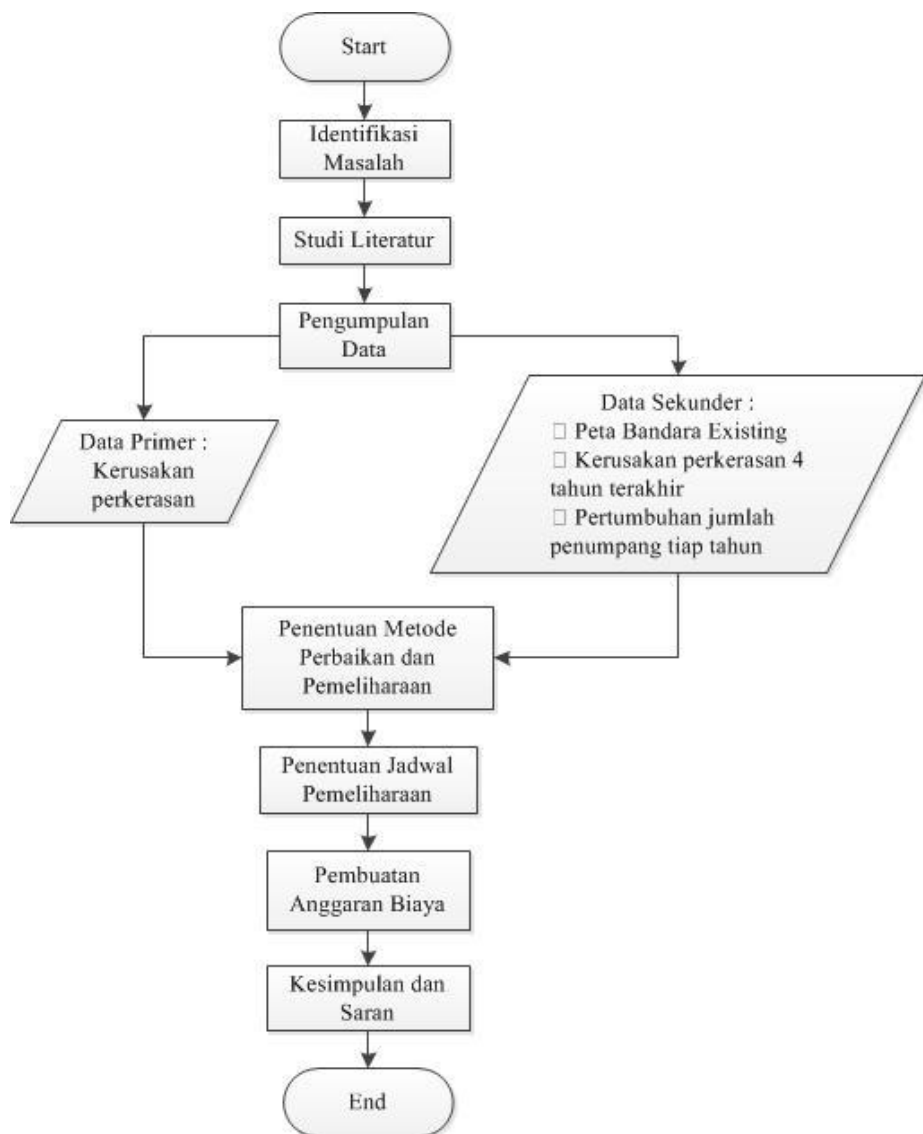 Start
Identifikasi
Masalah
Studi Literatur
Pengumpulan
Data
Data Primer :
Kerusakan
perkerasan
Data Sekunder :
□ Peta Bandara Existing
□ Kerusakan perkerasan 4
tahun terakhir
□ Pertumbuhan jumlah
penumpang tiap tahun
Penentuan Metode
Perbaikan dan
Pemeliharaan
Penentuan Jadwal
Pemeliharaan
Pembuatan
Anggaran Biaya
Kesimpulan dan
Saran
End